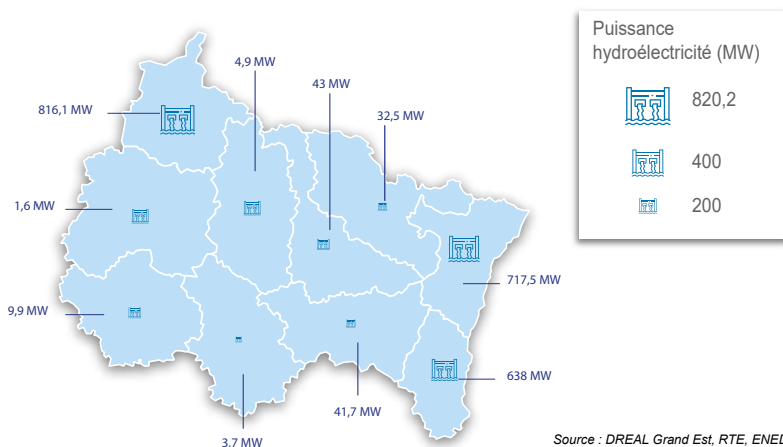 Puissance
hydroélectricité (MW)
820,2
400
200
4,9 MW
43 MW
816,1 MW
32,5 MW
1,6 MW
717,5 MW
9,9 MW
638 MW
41,7 MW
3,7 MW
Source : DREAL Grand Est, RTE, ENED